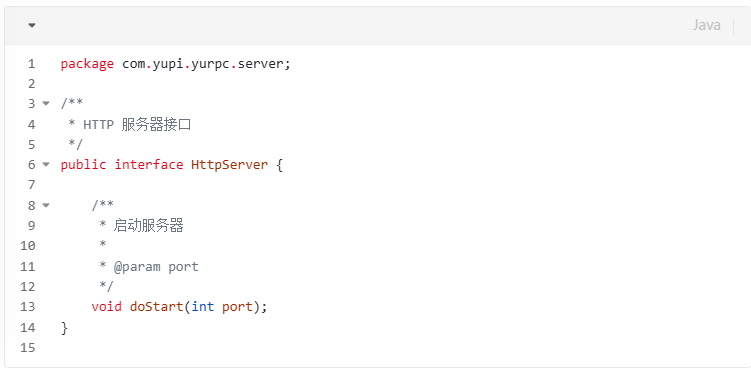 Java
1 package com.yupi.yurpc.server;
2
3 /**
4  * HTTP 服务器接口
5  */
6 public interface HttpServer {
7
8     /**
9      * 启动服务器
10      *
11      * @param port
12      */
13     void doStart(int port);
14 }
15